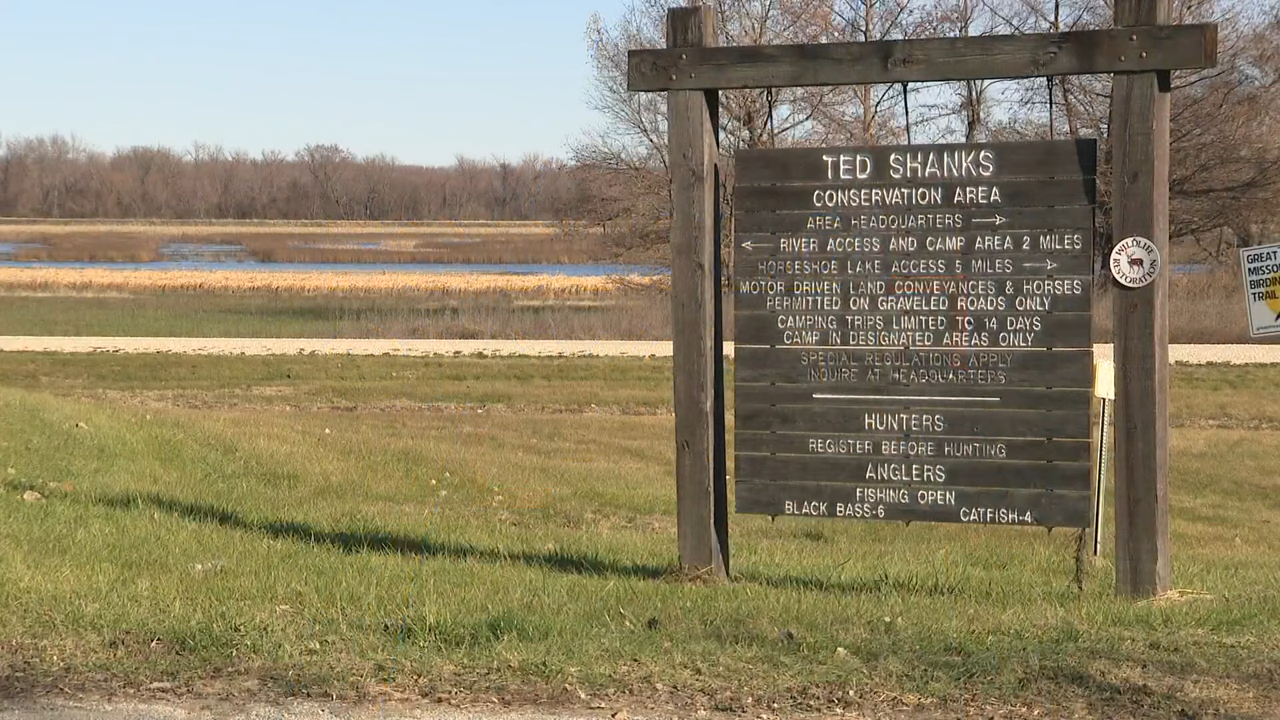 TED SHANKS
CONSERVATION AREA
AREA HEADQUARTERS →
← RIVER ACCESS AND CAMP AREA 2 MILES
HORSESHOE LAKE ACCESS 5 MILES →
MOTOR DRIVEN LAND CONVEYANCES & HORSES
PERMITTED ON GRAVELED ROADS ONLY
CAMPING TRIPS LIMITED TO 14 DAYS
CAMP IN DESIGNATED AREAS ONLY
SPECIAL REGULATIONS APPLY
INQUIRE AT HEADQUARTERS
HUNTERS
REGISTER BEFORE HUNTING
ANGLERS
FISHING OPEN
BLACK BASS-6 CATFISH-4
WILDLIFE
RESTORATION
GREAT
MISSO
BIRDIN
TRAIL